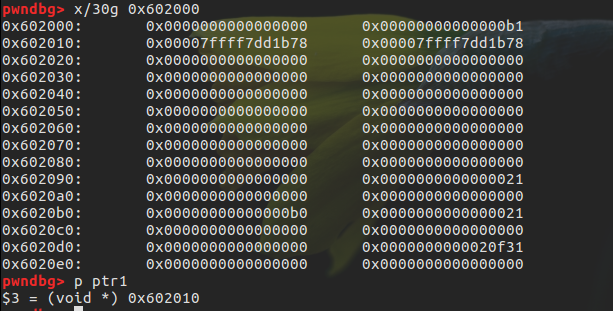 pwndbg> x/30g 0x602000
0x602000: 0x0000000000000000 0x00000000000000b1
0x602010: 0x00007ffff7dd1b78 0x00007ffff7dd1b78
0x602020: 0x0000000000000000 0x0000000000000000
0x602030: 0x0000000000000000 0x0000000000000000
0x602040: 0x0000000000000000 0x0000000000000000
0x602050: 0x0000000000000000 0x0000000000000000
0x602060: 0x0000000000000000 0x0000000000000000
0x602070: 0x0000000000000000 0x0000000000000000
0x602080: 0x0000000000000000 0x0000000000000000
0x602090: 0x0000000000000000 0x0000000000000021
0x6020a0: 0x0000000000000000 0x0000000000000000
0x6020b0: 0x00000000000000b0 0x0000000000000021
0x6020c0: 0x0000000000000000 0x0000000000000000
0x6020d0: 0x0000000000000000 0x0000000000020f31
0x6020e0: 0x0000000000000000 0x0000000000000000
pwndbg> p ptr1
$3 = (void *) 0x602010